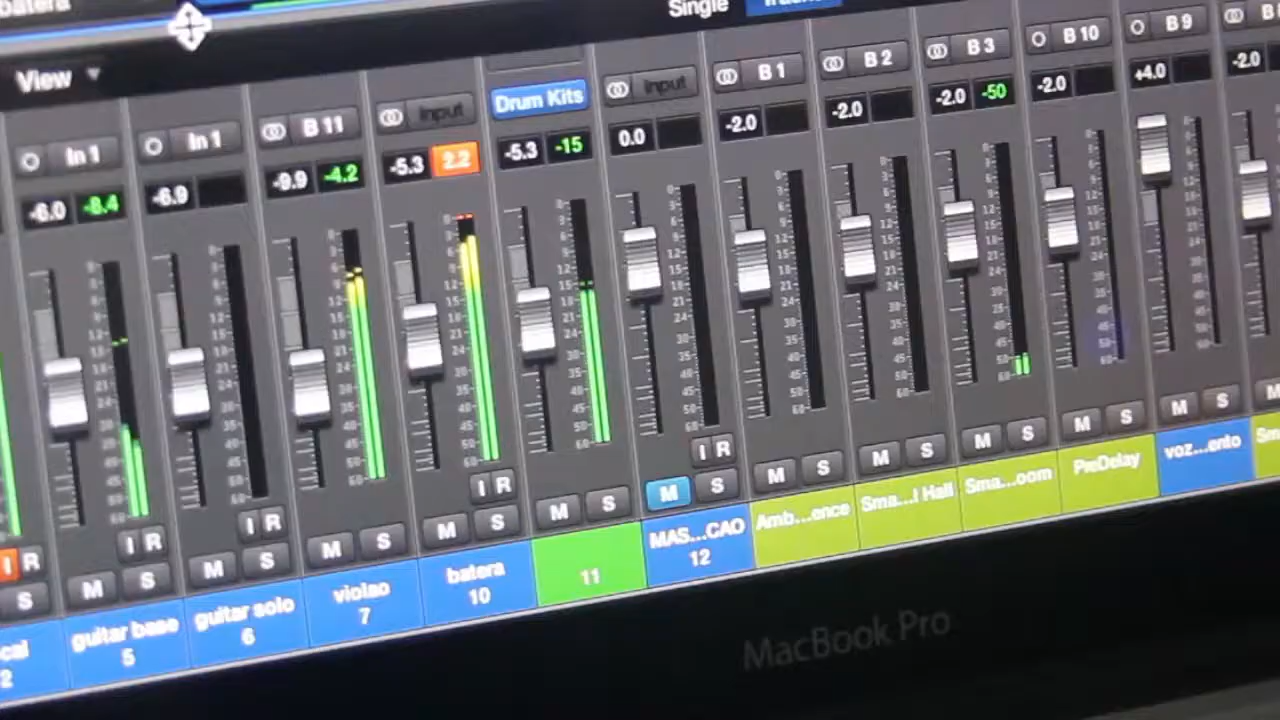 batera
Single
View
In 1
In 1
B 11
Input
Drum Kits
Input
B 1
B 2
B 3
B 10
B 9
-6.0 -8.4
-6.9
-9.9 -4.2
-5.3 2.2
-5.3 -15
0.0
-2.0
-2.0
-2.0 -50
-2.0
+4.0
-2.0
I R
I R
I R
I R
I R
S
M S
M S
M S
M S
M S
M S
M S
M S
M S
M S
M S
2
guitar base
5
guitar solo
6
violao
7
batera
10
11
MAS...CAO
12
Amb...ence
Sma...l Hall
Sma...oom
PreDelay
voz...ento
MacBook Pro